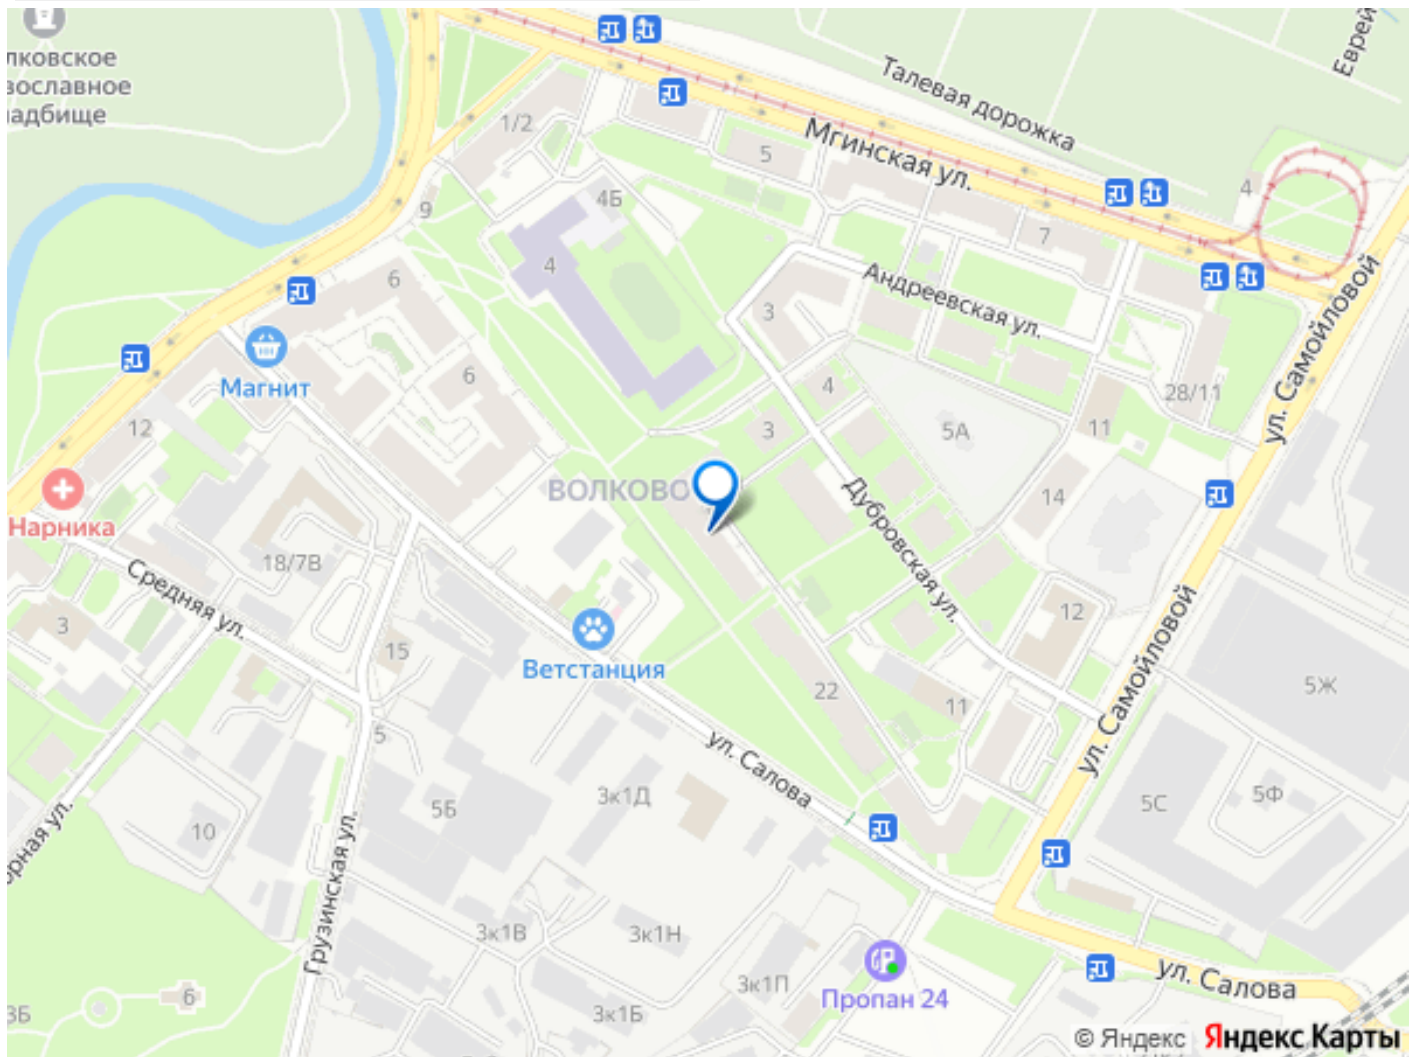 лковское
вославное
адбище
Еврей
Талевая дорожка
1/2
5
Мгинская ул.
4
9
4Б
7
4
6
3
Андреевская ул.
ул. Самойловой
Магнит
6
4
28/11
12
3
5А
11
Нарника
ВОЛКОВО
14
Дубровская ул.
18/7В
Средняя ул.
3
15
Ветстанция
12
ул. Самойловой
22
11
5Ж
5
ул. Салова
5Б
3к1Д
5С
5Ф
10
орная ул.
Грузинская ул.
3к1В
3к1Н
3к1П
Пропан 24
ул. Салова
6
3Б
3к1Б
© Яндекс Яндекс Карты